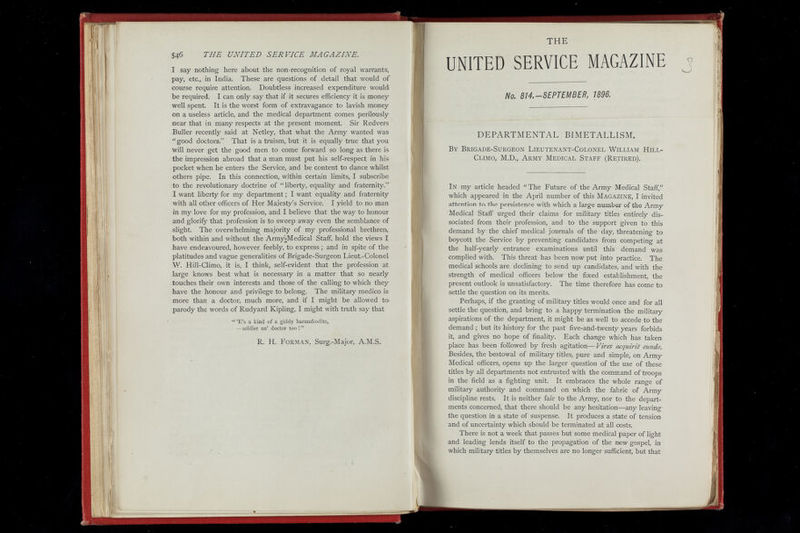 546 THE UNITED SERVICE MAGAZINE.
I say nothing here about the non-recognition of royal warrants,
pay, etc., in India. These are questions of detail that would of
course require attention. Doubtless increased expenditure would
be required. I can only say that if it secures efficiency it is money
well spent. It is the worst form of extravagance to lavish money
on a useless article, and the medical department comes perilously
near that in many respects at the present moment. Sir Redvers
Buller recently said at Netley, that what the Army wanted was
"good doctors." That is a truism, but it is equally true that you
will never get the good men to come forward so long as there is
the impression abroad that a man must put his self-respect in his
pocket when he enters the Service, and be content to dance whilst
others pipe. In this connection, within certain limits, I subscribe
to the revolutionary doctrine of "liberty, equality and fraternity."
I want liberty for my department; I want equality and fraternity
with all other officers of Her Majesty's Service. I yield to no man
in my love for my profession, and I believe that the way to honour
and glorify that profession is to sweep away even the semblance of
slight. The overwhelming majority of my professional brethren,
both within and without the Army Medical Staff, hold the views I
have endeavoured, however feebly, to express; and in spite of the
platitudes and vague generalities of Brigade-Surgeon Lieut.-Colonel
W. Hill-Climo, it is, I think, self-evident that the profession at
large knows best what is necessary in a matter that so nearly
touches their own interests and those of the calling to which they
have the honour and privilege to belong. The military medico is
more than a doctor, much more, and if I might be allowed to
parody the words of Rudyard Kipling, I might with truth say that
"'E's a kind of a giddy harumfrodite,
—soldier an' doctor too!"
R. H. FORMAN, Surg.-Major, A.M.S.
THE
UNITED SERVICE MAGAZINE
3
No. 814.—SEPTEMBER, 1896.
DEPARTMENTAL BIMETALLISM.
BY BRIGADE-SURGEON LIEUTENANT-COLONEL WILLIAM HILL-
CLIMO, M.D., ARMY MEDICAL STAFF (RETIRED).
IN my article headed "The Future of the Army Medical Staff,"
which appeared in the April number of this MAGAZINE, I invited
attention to the persistence with which a large number of the Army
Medical Staff urged their claims for military titles entirely dis-
sociated from their profession, and to the support given to this
demand by the chief medical journals of the day, threatening to
boycott the Service by preventing candidates from competing at
the half-yearly entrance examinations until this demand was
complied with. This threat has been now put into practice. The
medical schools are declining to send up candidates, and with the
strength of medical officers below the fixed establishment, the
present outlook is unsatisfactory. The time therefore has come to
settle the question on its merits.
Perhaps, if the granting of military titles would once and for all
settle the question, and bring to a happy termination the military
aspirations of the department, it might be as well to accede to the
demand; but its history for the past five-and-twenty years forbids
it, and gives no hope of finality. Each change which has taken
place has been followed by fresh agitation—Vires acquirit eundo.
Besides, the bestowal of military titles, pure and simple, on Army
Medical officers, opens up the larger question of the use of these
titles by all departments not entrusted with the command of troops
in the field as a fighting unit. It embraces the whole range of
military authority and command on which the fabric of Army
discipline rests. It is neither fair to the Army, nor to the depart-
ments concerned, that there should be any hesitation—any leaving
the question in a state of suspense. It produces a state of tension
and of uncertainty which should be terminated at all costs.
There is not a week that passes but some medical paper of light
and leading lends itself to the propagation of the new gospel, in
which military titles by themselves are no longer sufficient, but that